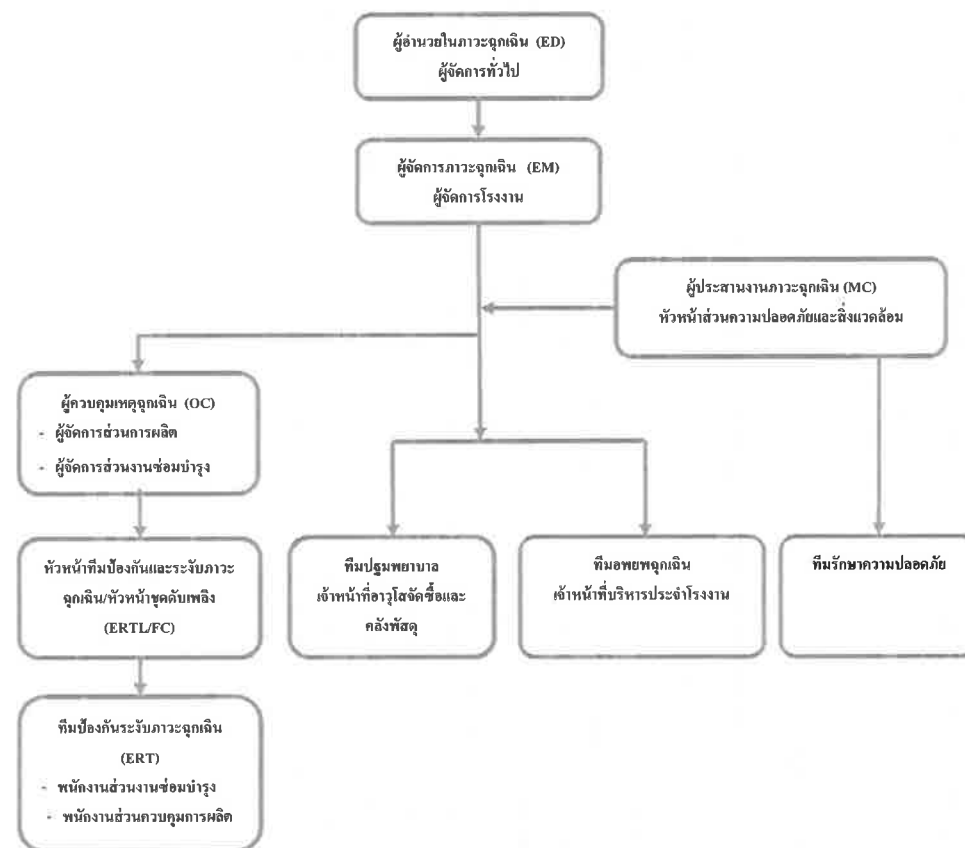 ผู้อำนวยในภาวะฉุกเฉิน (ED)
ผู้จัดการทั่วไป
ผู้จัดการภาวะฉุกเฉิน (EM)
ผู้จัดการโรงงาน
ผู้ประสานงานภาวะฉุกเฉิน (MC)
หัวหน้าส่วนความปลอดภัยและสิ่งแวดล้อม
ผู้ควบคุมเหตุฉุกเฉิน (OC)
- ผู้จัดการส่วนการผลิต
- ผู้จัดการส่วนงานซ่อมบำรุง
หัวหน้าทีมป้องกันและระงับภาวะ
ฉุกเฉิน/หัวหน้าชุดดับเพลิง
(ERTL/FC)
ทีมปฐมพยาบาล
เจ้าหน้าที่อาวุโสจัดซื้อและ
คลังพัสดุ
ทีมอพยพฉุกเฉิน
เจ้าหน้าที่บริหารประจำโรงงาน
ทีมรักษาความปลอดภัย
ทีมป้องกันระงับภาวะฉุกเฉิน
(ERT)
- พนักงานส่วนงานซ่อมบำรุง
- พนักงานส่วนควบคุมการผลิต